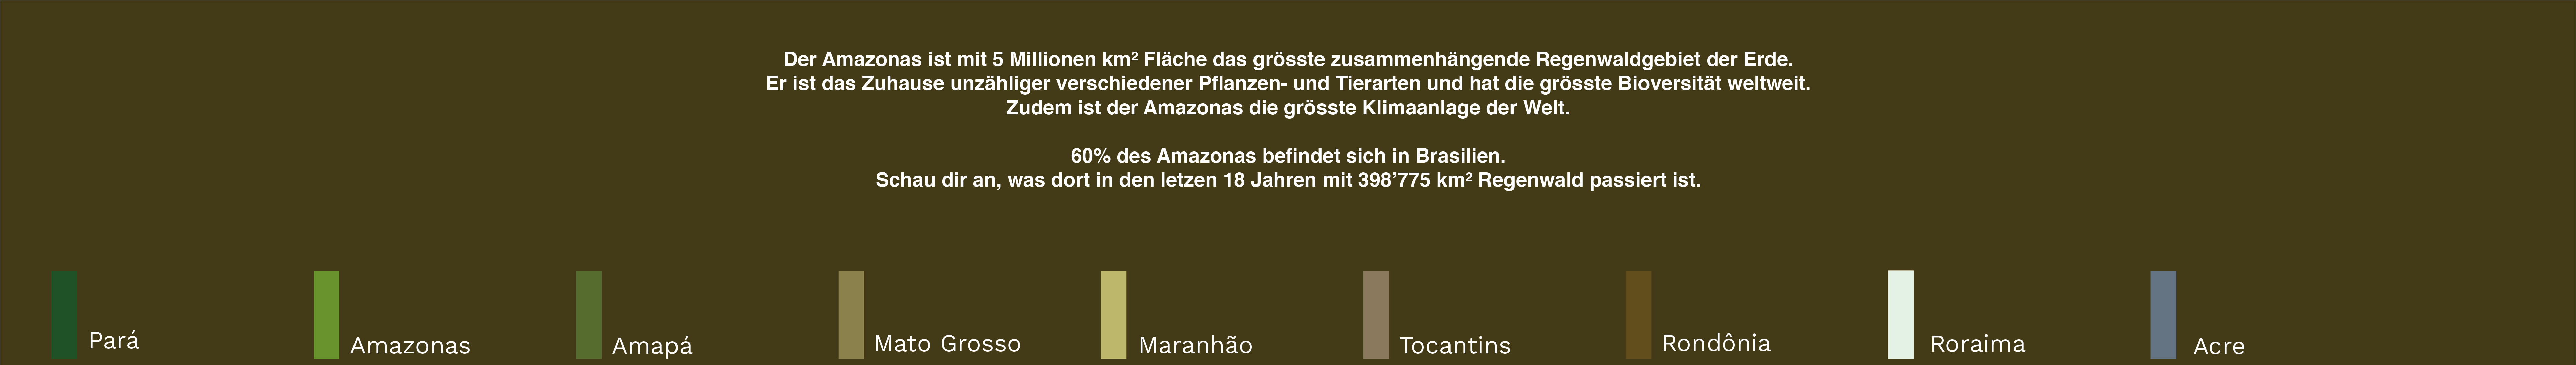 Der Amazonas ist mit 5 Millionen km² Fläche das grösste zusammenhängende Regenwaldgebiet der Erde.
Er ist das Zuhause unzähliger verschiedener Pflanzen- und Tierarten und hat die grösste Bioversität weltweit.
Zudem ist der Amazonas die grösste Klimaanlage der Welt.
60% des Amazonas befindet sich in Brasilien.
Schau dir an, was dort in den letzen 18 Jahren mit 398’775 km² Regenwald passiert ist.
Pará
Amazonas
Amapá
Mato Grosso
Maranhão
Tocantins
Rondônia
Roraima
Acre